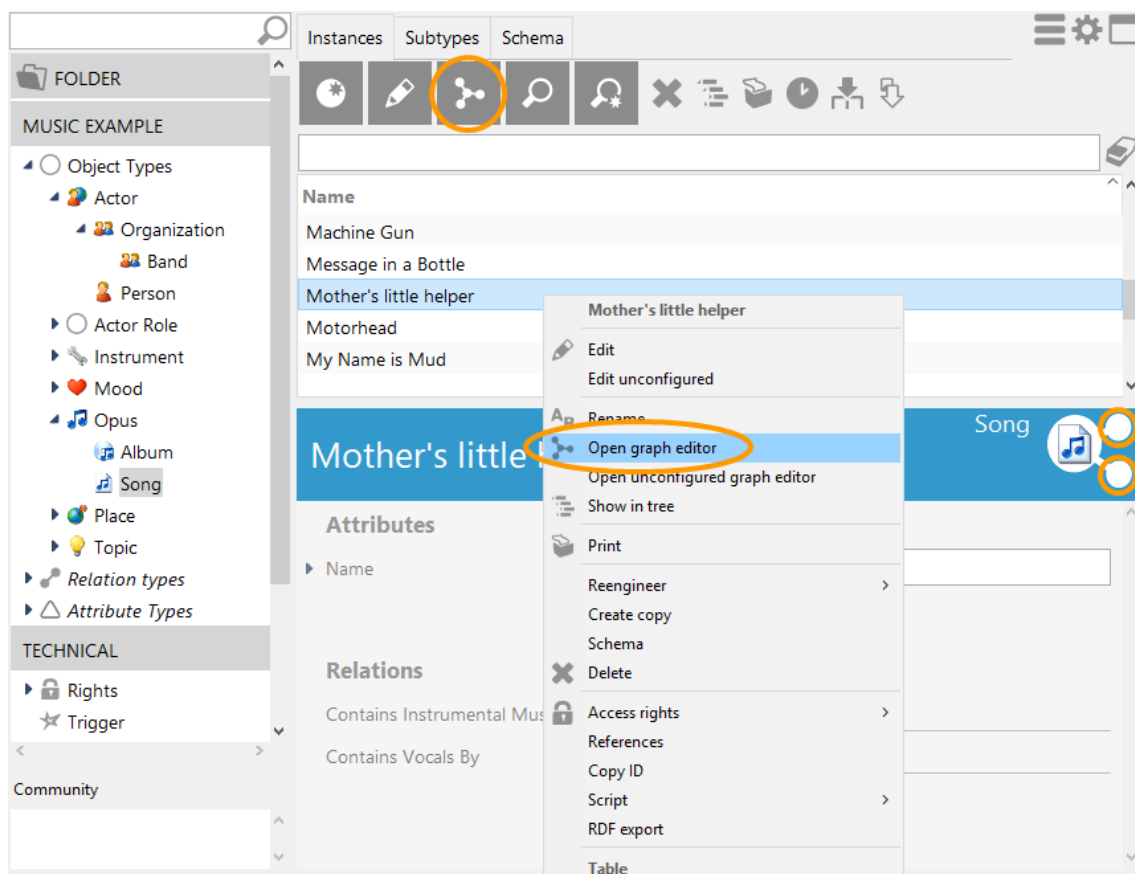 Instances Subtypes Schema
FOLDER
MUSIC EXAMPLE
Object Types
Actor
Organization
Band
Person
Actor Role
Instrument
Mood
Opus
Album
Song
Place
Topic
Relation types
Attribute Types
TECHNICAL
Rights
Trigger
Community
Name
Machine Gun
Message in a Bottle
Mother's little helper
Motorhead
My Name is Mud
Mother's little
Song
Attributes
Name
Relations
Contains Instrumental Mus
Contains Vocals By
Mother's little helper
Edit
Edit unconfigured
Rename
Open graph editor
Open unconfigured graph editor
Show in tree
Print
Reengineer
Create copy
Schema
Delete
Access rights
References
Copy ID
Script
RDF export
Table